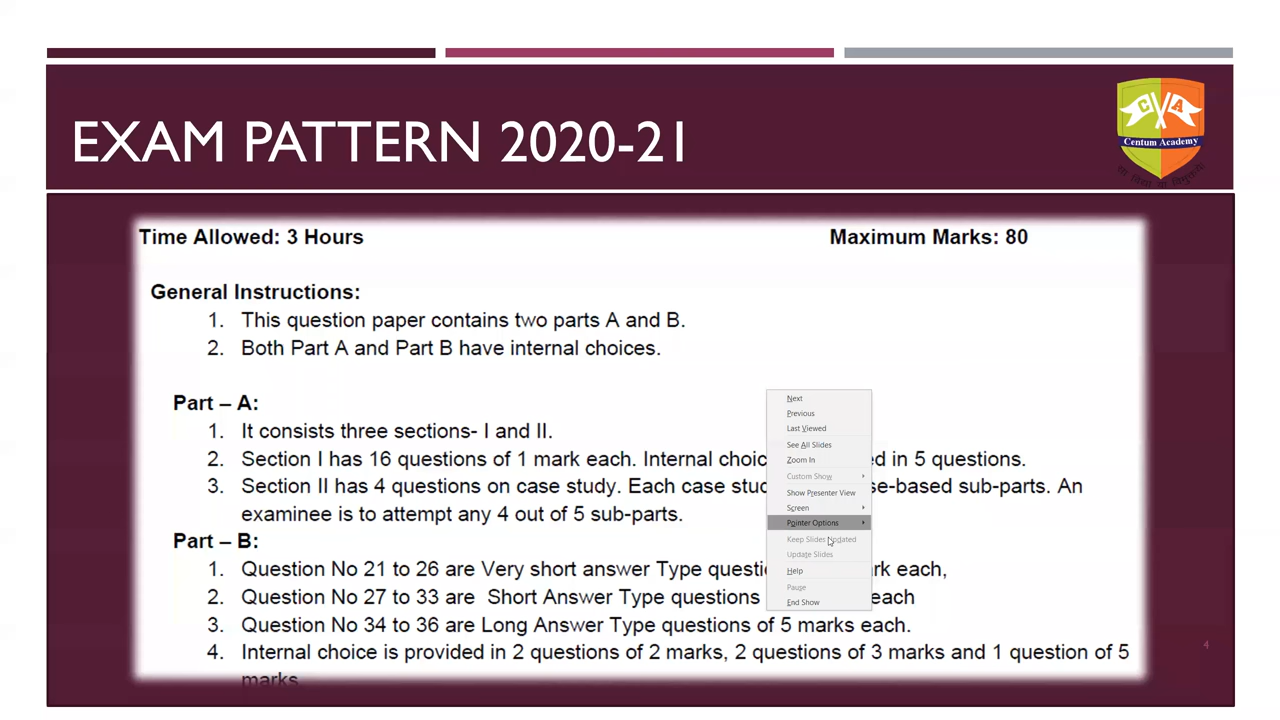 EXAM PATTERN 2020-21
C A
Centum Academy
Time Allowed: 3 Hours Maximum Marks: 80
General Instructions:
1. This question paper contains two parts A and B.
2. Both Part A and Part B have internal choices.
Part – A:
1. It consists three sections- I and II.
2. Section I has 16 questions of 1 mark each. Internal choic ed in 5 questions.
3. Section II has 4 questions on case study. Each case stud se-based sub-parts. An
examinee is to attempt any 4 out of 5 sub-parts.
Part – B:
1. Question No 21 to 26 are Very short answer Type questi rk each,
2. Question No 27 to 33 are Short Answer Type questions each
3. Question No 34 to 36 are Long Answer Type questions of 5 marks each.
4. Internal choice is provided in 2 questions of 2 marks, 2 questions of 3 marks and 1 question of 5
marks
Next
Previous
Last Viewed
See All Slides
Zoom In
Custom Show
Show Presenter View
Screen
Pointer Options
Keep Slides Updated
Update Slides
Help
Pause
End Show
4